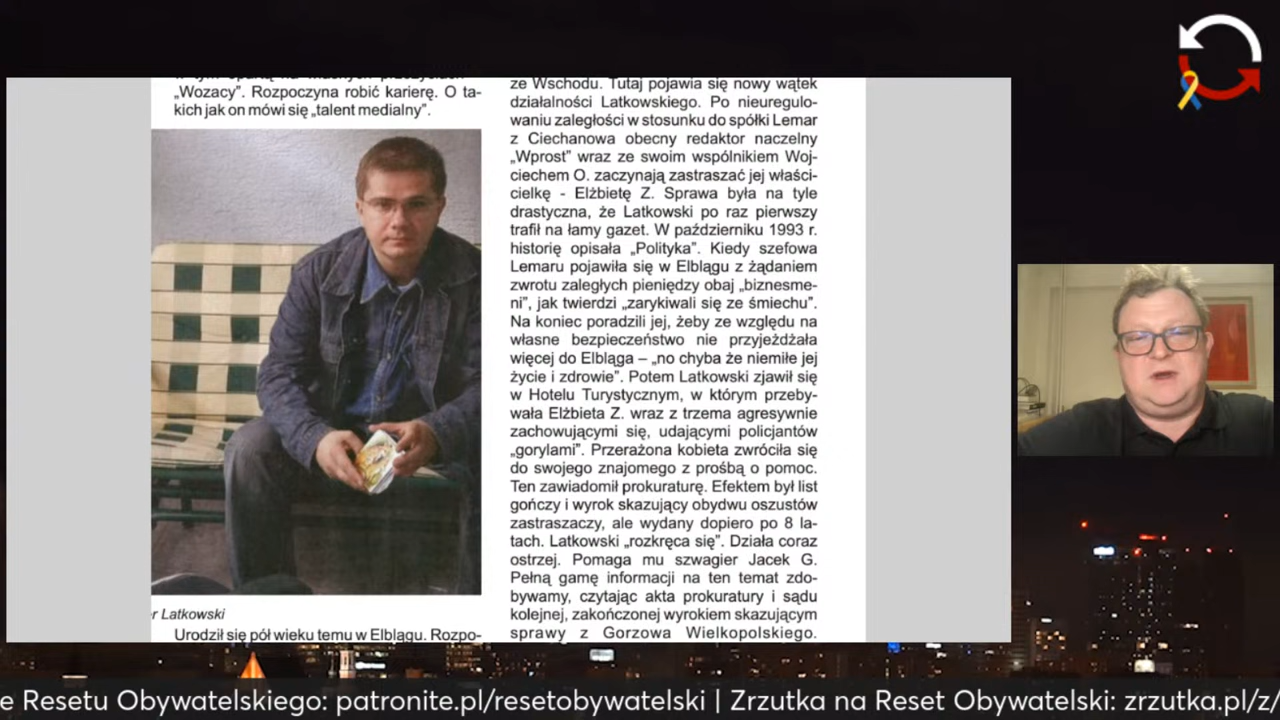 „Wozacy”. Rozpoczyna robić karierę. O ta-
kich jak on mówi się „talent medialny”.
r Latkowski
Urodził się pół wieku temu w Elblągu. Rozpo-
ze Wschodu. Tutaj pojawia się nowy wątek
działalności Latkowskiego. Po nieuregulo-
waniu zaległości w stosunku do spółki Lemar
z Ciechanowa obecny redaktor naczelny
„Wprost” wraz ze swoim wspólnikiem Woj-
ciechem O. zaczynają zastraszać jej właści-
cielkę - Elżbietę Z. Sprawa była na tyle
drastyczna, że Latkowski po raz pierwszy
trafił na łamy gazet. W październiku 1993 r.
historię opisała „Polityka”. Kiedy szefowa
Lemaru pojawiła się w Elblągu z żądaniem
zwrotu zaległych pieniędzy obaj „biznesme-
ni”, jak twierdzi „zarykiwali się ze śmiechu”.
Na koniec poradzili jej, żeby ze względu na
własne bezpieczeństwo nie przyjeżdżała
więcej do Elbląga – „no chyba że niemiłe jej
życie i zdrowie”. Potem Latkowski zjawił się
w Hotelu Turystycznym, w którym przeby-
wała Elżbieta Z. wraz z trzema agresywnie
zachowującymi się, udającymi policjantów
„gorylami”. Przerażona kobieta zwróciła się
do swojego znajomego z prośbą o pomoc.
Ten zawiadomił prokuraturę. Efektem był list
gończy i wyrok skazujący obydwu oszustów
zastraszaczy, ale wydany dopiero po 8 la-
tach. Latkowski „rozkręca się”. Działa coraz
ostrzej. Pomaga mu szwagier Jacek G.
Pełną gamę informacji na ten temat zdo-
bywamy, czytając akta prokuratury i sądu
kolejnej, zakończonej wyrokiem skazującym
sprawy z Gorzowa Wielkopolskiego.
e Resetu Obywatelskiego: patronite.pl/resetobywatelski | Zrzutka na Reset Obywatelski: zrzutka.pl/z/